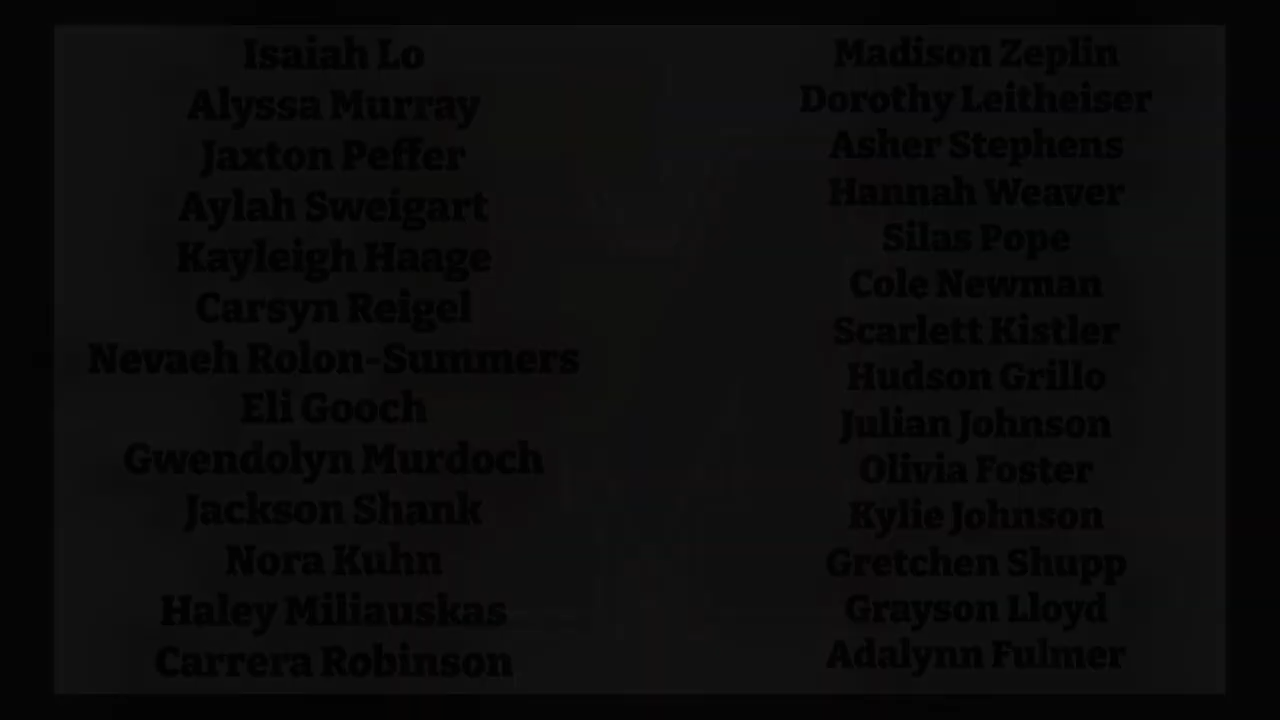 Isaiah Lo
Alyssa Murray
Jaxton Peffer
Aylah Sweigart
Kayleigh Haage
Carsyn Reigel
Nevaeh Rolon-Summers
Eli Gooch
Gwendolyn Murdoch
Jackson Shank
Nora Kuhn
Haley Miliauskas
Carrera Robinson
Madison Zeplin
Dorothy Leitheiser
Asher Stephens
Hannah Weaver
Silas Pope
Cole Newman
Scarlett Kistler
Hudson Grillo
Julian Johnson
Olivia Foster
Kylie Johnson
Gretchen Shupp
Grayson Lloyd
Adalynn Fulmer